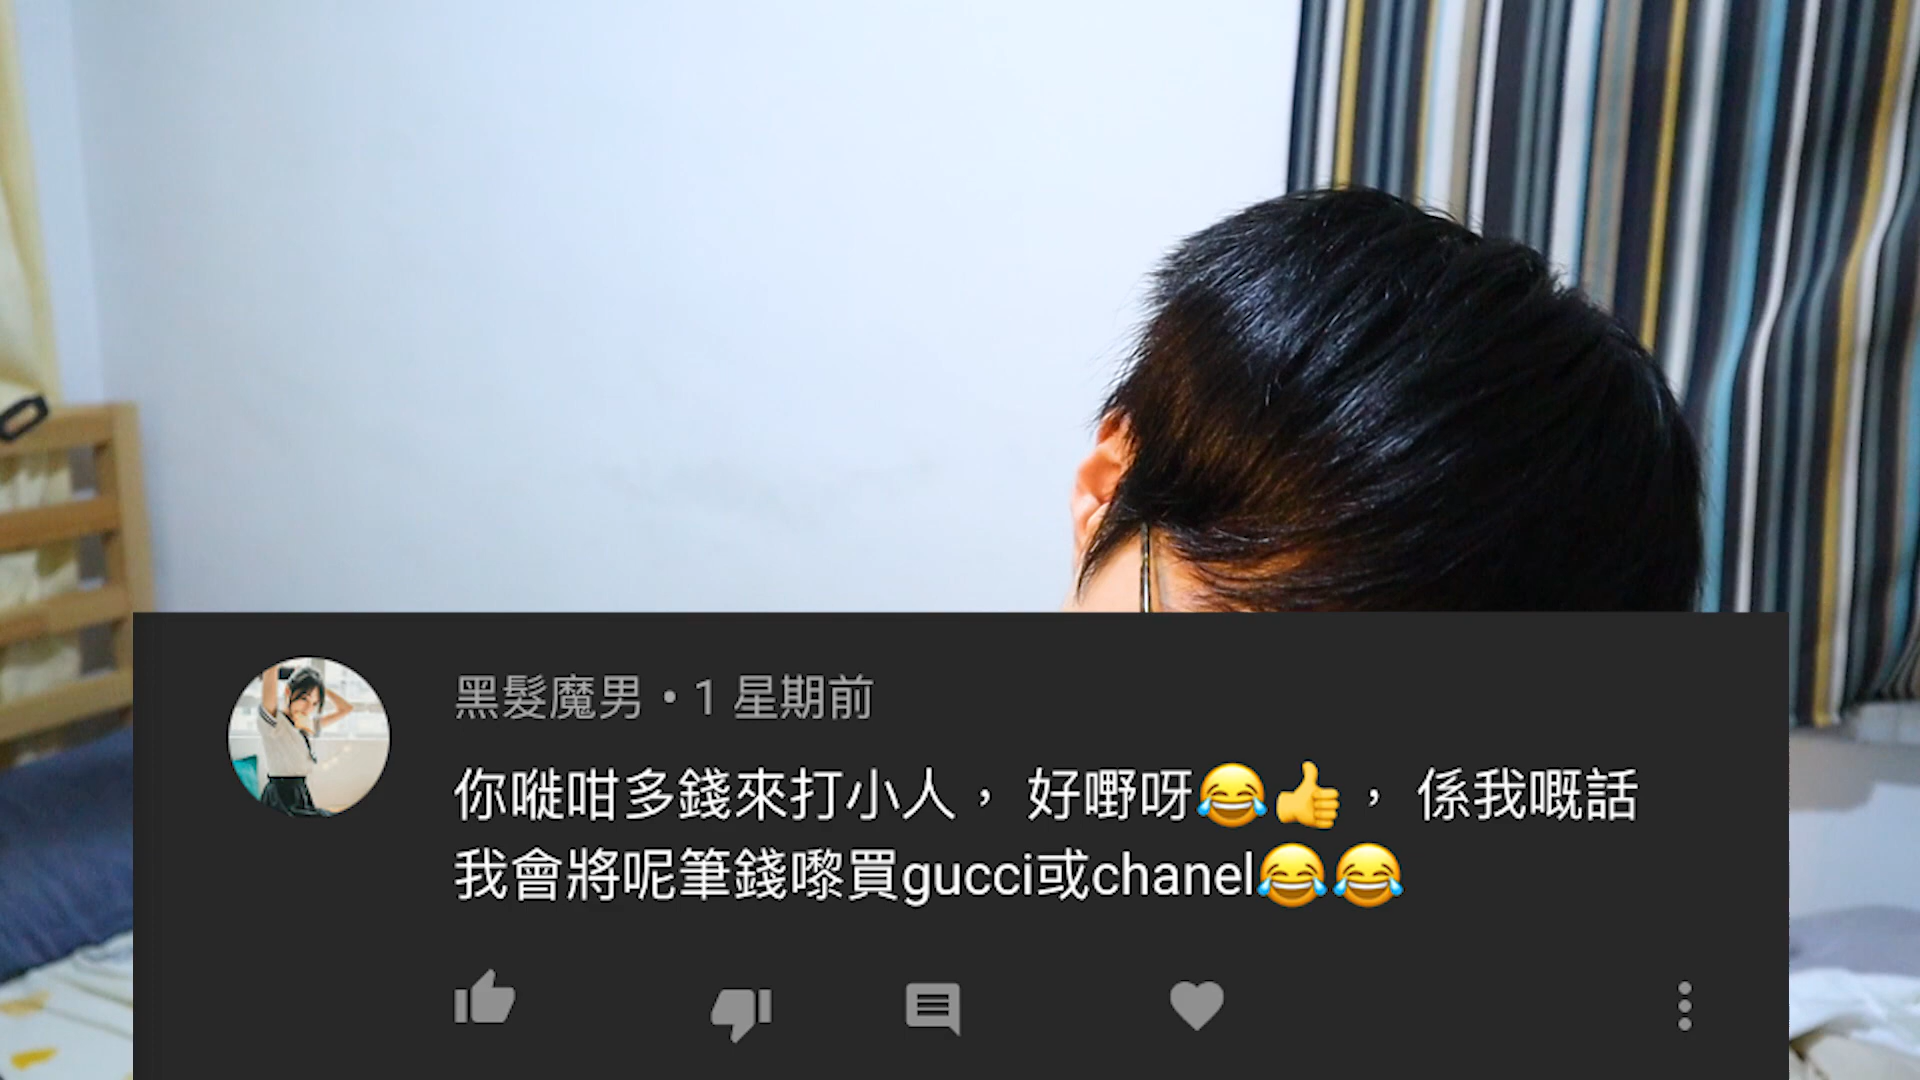 黑髮魔男 • 1 星期前
你嘥咁多錢來打小人， 好嘢呀😂👍， 係我嘅話
我會將呢筆錢嚟買gucci或chanel😂😂